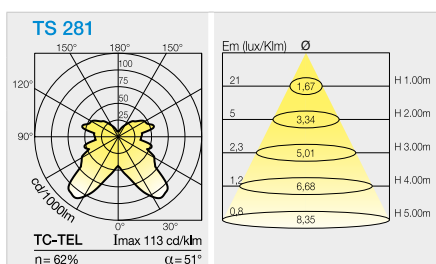 TS 281
150° 180° 150°
120°
90°
100
75
50
25
cd/1000lm
0° 30°
TC-TEL Imax 113 cd/klm
n= 62% α= 51°
Em (lux/Klm) Ø
21 1,67 H 1.00m
5 3,34 H 2.00m
2,3 5,01 H 3.00m
1,2 6,68 H 4.00m
0,8 8,35 H 5.00m